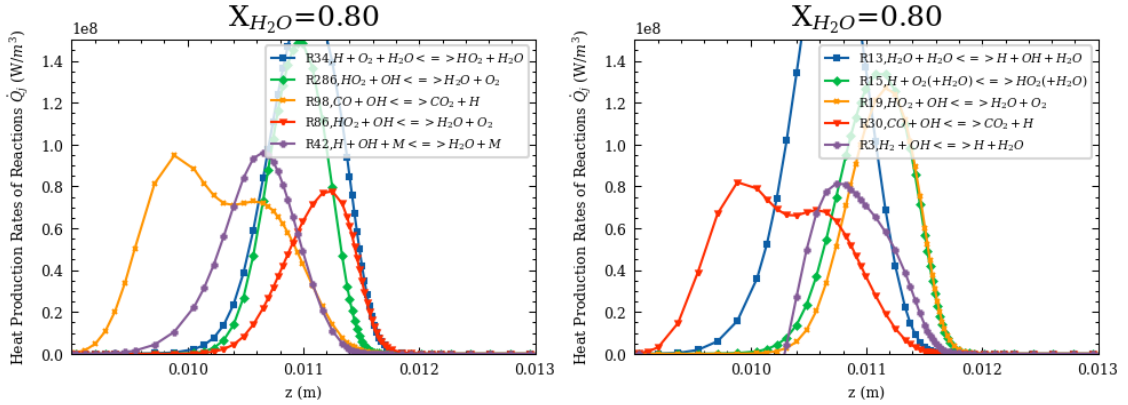 X_{H_2O}=0.80
1e8
Heat Production Rates of Reactions \dot{Q}_j (W/m^3)
1.4
1.2
1.0
0.8
0.6
0.4
0.2
0.0
R34,H+O_2+H_2O<=>HO_2+H_2O
R286,HO_2+OH<=>H_2O+O_2
R98,CO+OH<=>CO_2+H
R86,HO_2+OH<=>H_2O+O_2
R42,H+OH+M<=>H_2O+M
0.010
0.011
0.012
0.013
z (m)
X_{H_2O}=0.80
1e8
Heat Production Rates of Reactions \dot{Q}_j (W/m^3)
1.4
1.2
1.0
0.8
0.6
0.4
0.2
0.0
R13,H_2O+H_2O<=>H+OH+H_2O
R15,H+O_2(+H_2O)<=>HO_2(+H_2O)
R19,HO_2+OH<=>H_2O+O_2
R30,CO+OH<=>CO_2+H
R3,H_2+OH<=>H+H_2O
0.010
0.011
0.012
0.013
z (m)